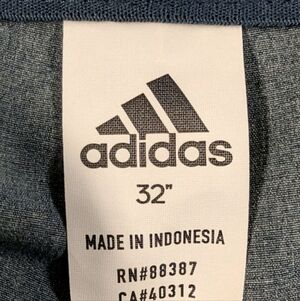 adidas
32"
MADE IN INDONESIA
RN#88387
CA#40312